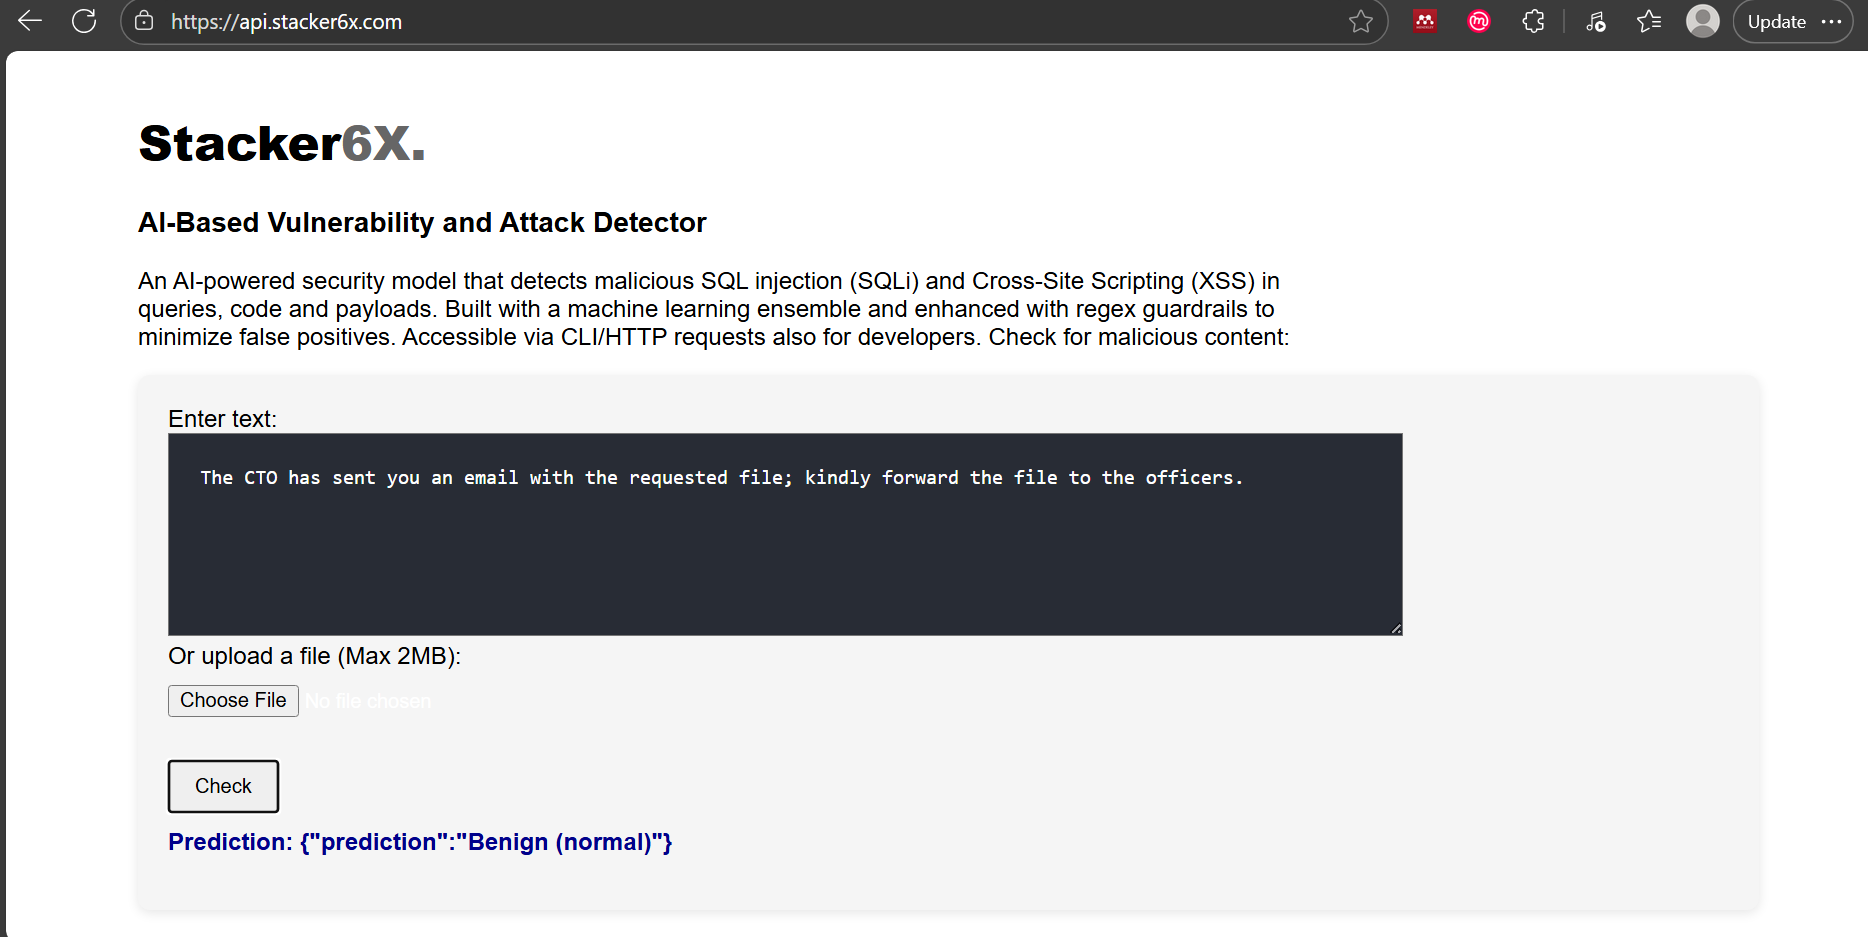 https://api.stacker6x.com
Update
Stacker6X.
AI-Based Vulnerability and Attack Detector
An AI-powered security model that detects malicious SQL injection (SQLi) and Cross-Site Scripting (XSS) in
queries, code and payloads. Built with a machine learning ensemble and enhanced with regex guardrails to
minimize false positives. Accessible via CLI/HTTP requests also for developers. Check for malicious content:
Enter text:
The CTO has sent you an email with the requested file; kindly forward the file to the officers.
Or upload a file (Max 2MB):
Choose File No file chosen
Check
Prediction: {"prediction":"Benign (normal)"}